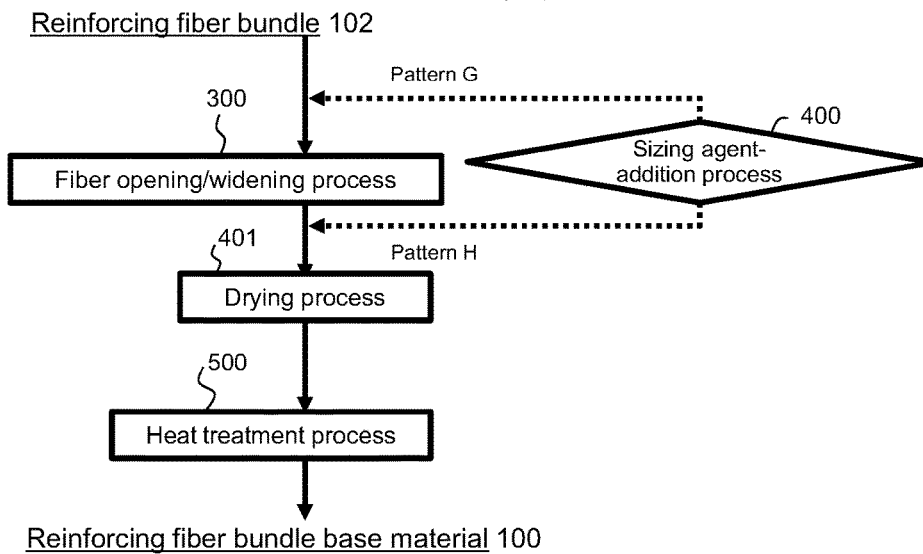 Reinforcing fiber bundle 102
Pattern G
300
400
Sizing agent-
addition process
Fiber opening/widening process
401
Pattern H
Drying process
500
Heat treatment process
Reinforcing fiber bundle base material 100